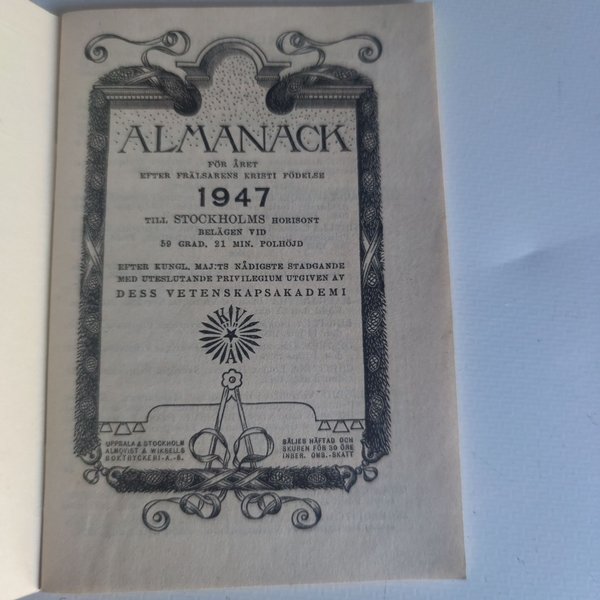 ALMANACK
FÖR ÅRET
EFTER FRÄLSARENS KRISTI FÖDELSE
1947
TILL STOCKHOLMS HORISONT
BELÄGEN VID
59 GRAD. 21 MIN. POLHÖJD
EFTER KUNGL. MAJ:TS NÅDIGSTE STADGANDE
MED UTESLUTANDE PRIVILEGIUM UTGIVEN AV
DESS VETENSKAPSAKADEMI
K V
A
UPPSALA & STOCKHOLM
ALMQVIST & WIKSELLS
BOKTRYCKERI-A.-B.
SÄLJES HÄFTAD OCH
SKUREN FÖR 30 ÖRE
INBER. OMS.-SKATT